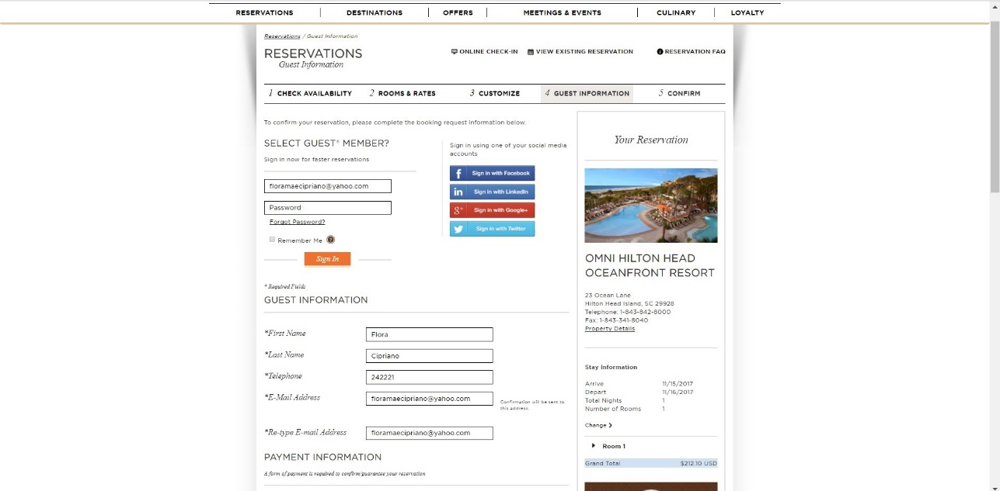 RESERVATIONS DESTINATIONS OFFERS MEETINGS & EVENTS CULINARY LOYALTY
Reservations / Guest Information
RESERVATIONS
Guest Information
ONLINE CHECK-IN VIEW EXISTING RESERVATION RESERVATION FAQ
1 CHECK AVAILABILITY 2 ROOMS & RATES 3 CUSTOMIZE 4 GUEST INFORMATION 5 CONFIRM
To confirm your reservation, please complete the booking request information below.
SELECT GUEST® MEMBER?
Sign in now for faster reservations
floramaecipriano@yahoo.com
Password
Forgot Password?
Remember Me ?
Sign In
Sign in using one of your social media
accounts
f Sign in with Facebook
in Sign in with LinkedIn
g+ Sign in with Google+
Sign in with Twitter
* Required Fields
GUEST INFORMATION
*First Name Flora
*Last Name Cipriano
*Telephone 242221
*E-Mail Address floramaecipriano@yahoo.com
Confirmation will be sent to
this address.
*Re-type E-mail Address floramaecipriano@yahoo.com
PAYMENT INFORMATION
A form of payment is required to confirm/guarantee your reservation
Your Reservation
OMNI HILTON HEAD
OCEANFRONT RESORT
23 Ocean Lane
Hilton Head Island, SC 29928
Telephone: 1-843-842-8000
Fax: 1-843-341-8040
Property Details
Stay Information
Arrive 11/15/2017
Depart 11/16/2017
Total Nights 1
Number of Rooms 1
Change
Room 1
Grand Total $212.10 USD